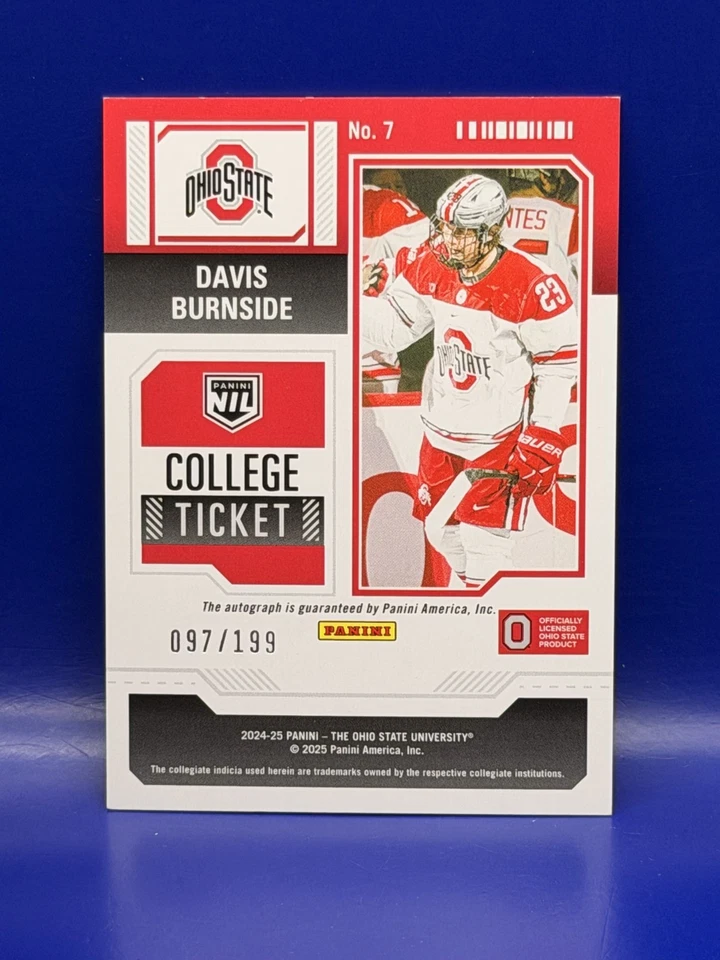 OHIO STATE
No. 7
NTES
DAVIS
BURNSIDE
23
OHIO STATE
PANINI
NIL
COLLEGE
TICKET
BAUER
The autograph is guaranteed by Panini America, Inc.
097/199
PANINI
OFFICIALLY
LICENSED
OHIO STATE
PRODUCT
2024-25 PANINI – THE OHIO STATE UNIVERSITY®
© 2025 Panini America, Inc.
The collegiate indicia used herein are trademarks owned by the respective collegiate institutions.